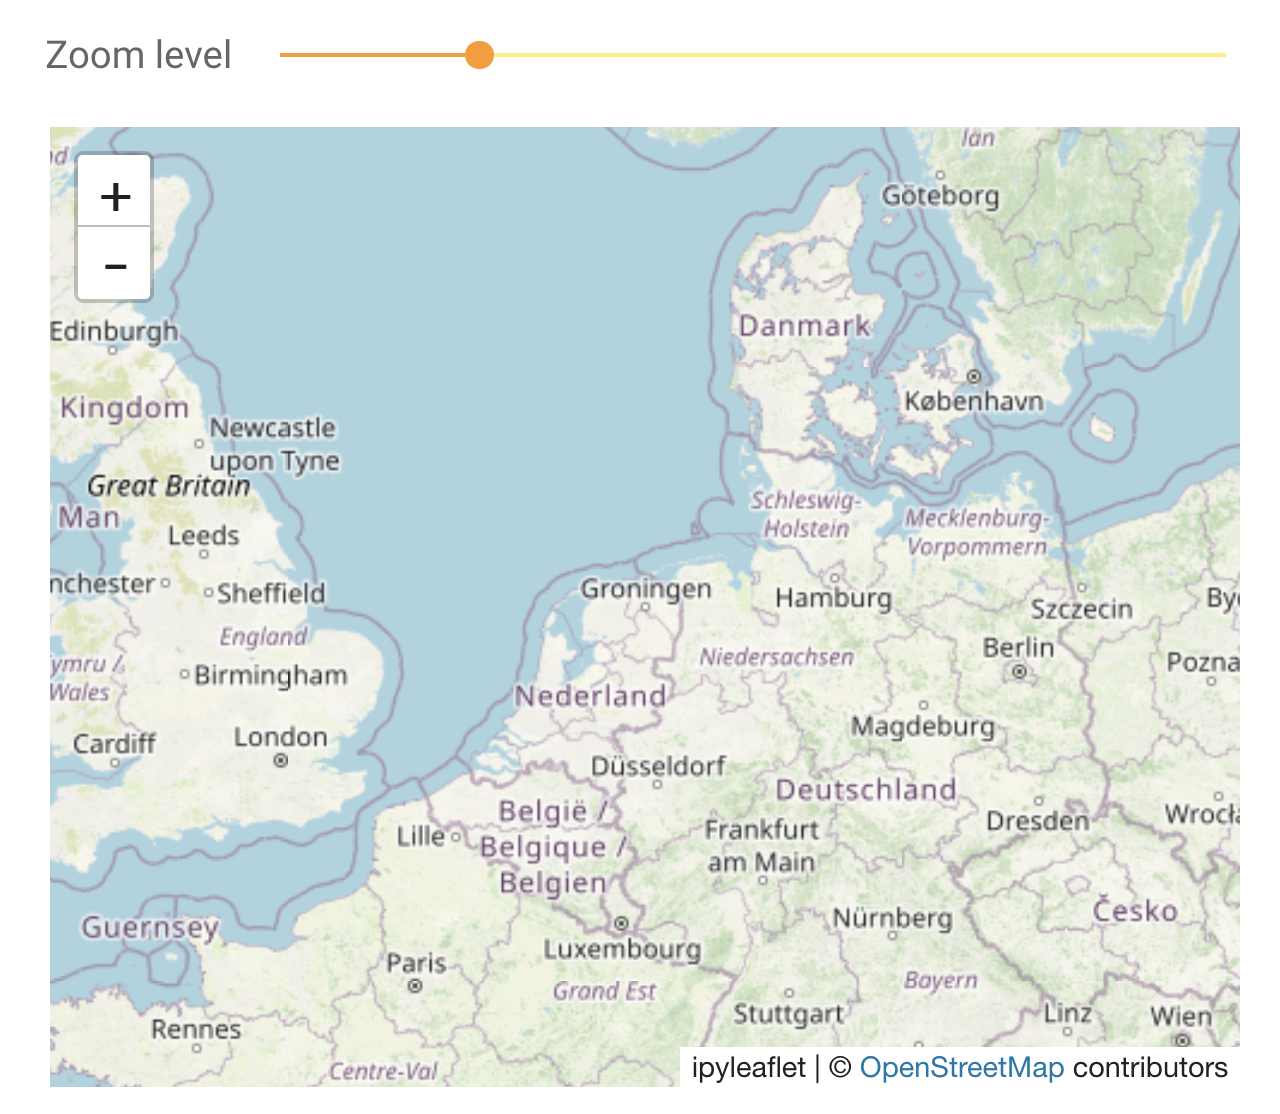 Zoom level
+
-
län
Göteborg
Edinburgh
Danmark
København
Kingdom
Newcastle
upon Tyne
Great Britain
Man
Leeds
Schleswig-
Holstein
Mecklenburg-
Vorpommern
nchester
Sheffield
Groningen
Hamburg
Szczecin
England
Berlin
Niedersachsen
ymru /
Wales
Birmingham
Nederland
Magdeburg
Cardiff
London
Düsseldorf
Deutschland
België /
Belgique /
Belgien
Lille
Frankfurt
am Main
Dresden
Wrocła
Pozna
Česko
Guernsey
Nürnberg
Luxembourg
Paris
Grand Est
Bayern
Stuttgart
Linz
Wien
Rennes
Centre-Val
ipyleaflet | © OpenStreetMap contributors